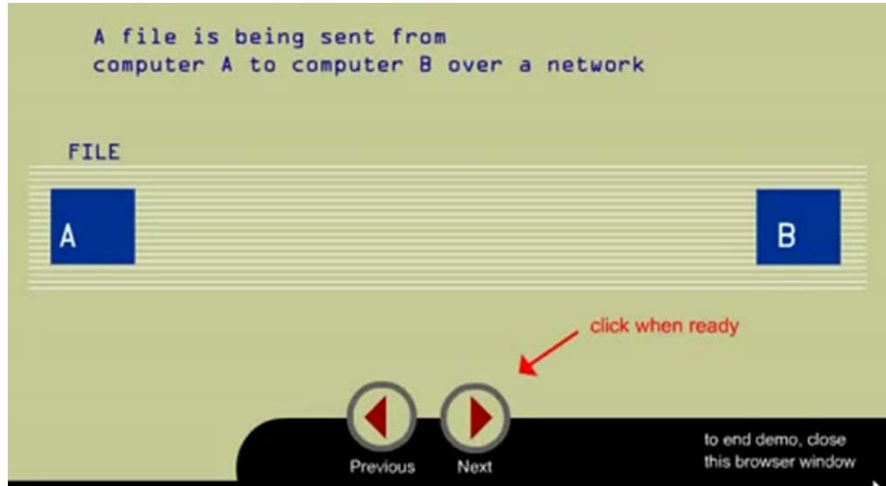 A file is being sent from
computer A to computer B over a network
FILE
A
B
click when ready
Previous
Next
to end demo, close
this browser window